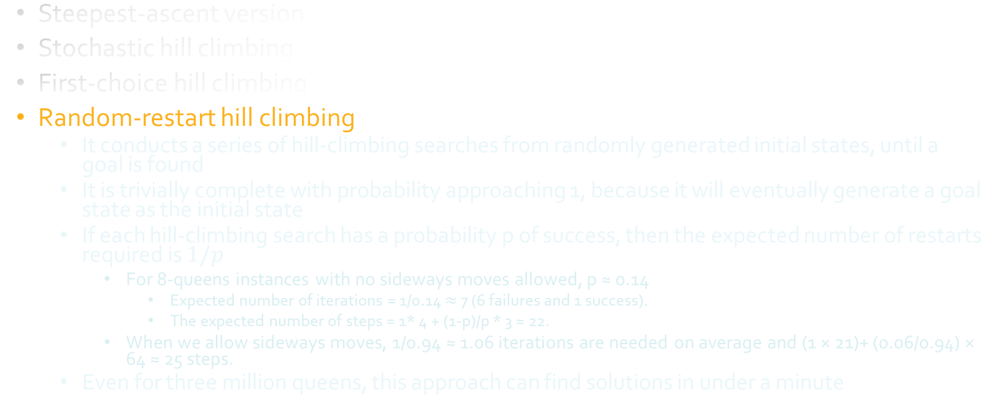 • Steepest-ascent version
• Stochastic hill climbing
• First-choice hill climbing
• Random-restart hill climbing
• It conducts a series of hill-climbing searches from randomly generated initial states, until a
goal is found
• It is trivially complete with probability approaching 1, because it will eventually generate a goal
state as the initial state
• If each hill-climbing search has a probability p of success, then the expected number of restarts
required is 1/p
• For 8-queens instances with no sideways moves allowed, p ≈ 0.14
• Expected number of iterations = 1/0.14 ≈ 7 (6 failures and 1 success).
• The expected number of steps = 1* 4 + (1-p)/p * 3 ≈ 22.
• When we allow sideways moves, 1/0.94 ≈ 1.06 iterations are needed on average and (1 × 21)+ (0.06/0.94) ×
64 ≈ 25 steps.
• Even for three million queens, this approach can find solutions in under a minute